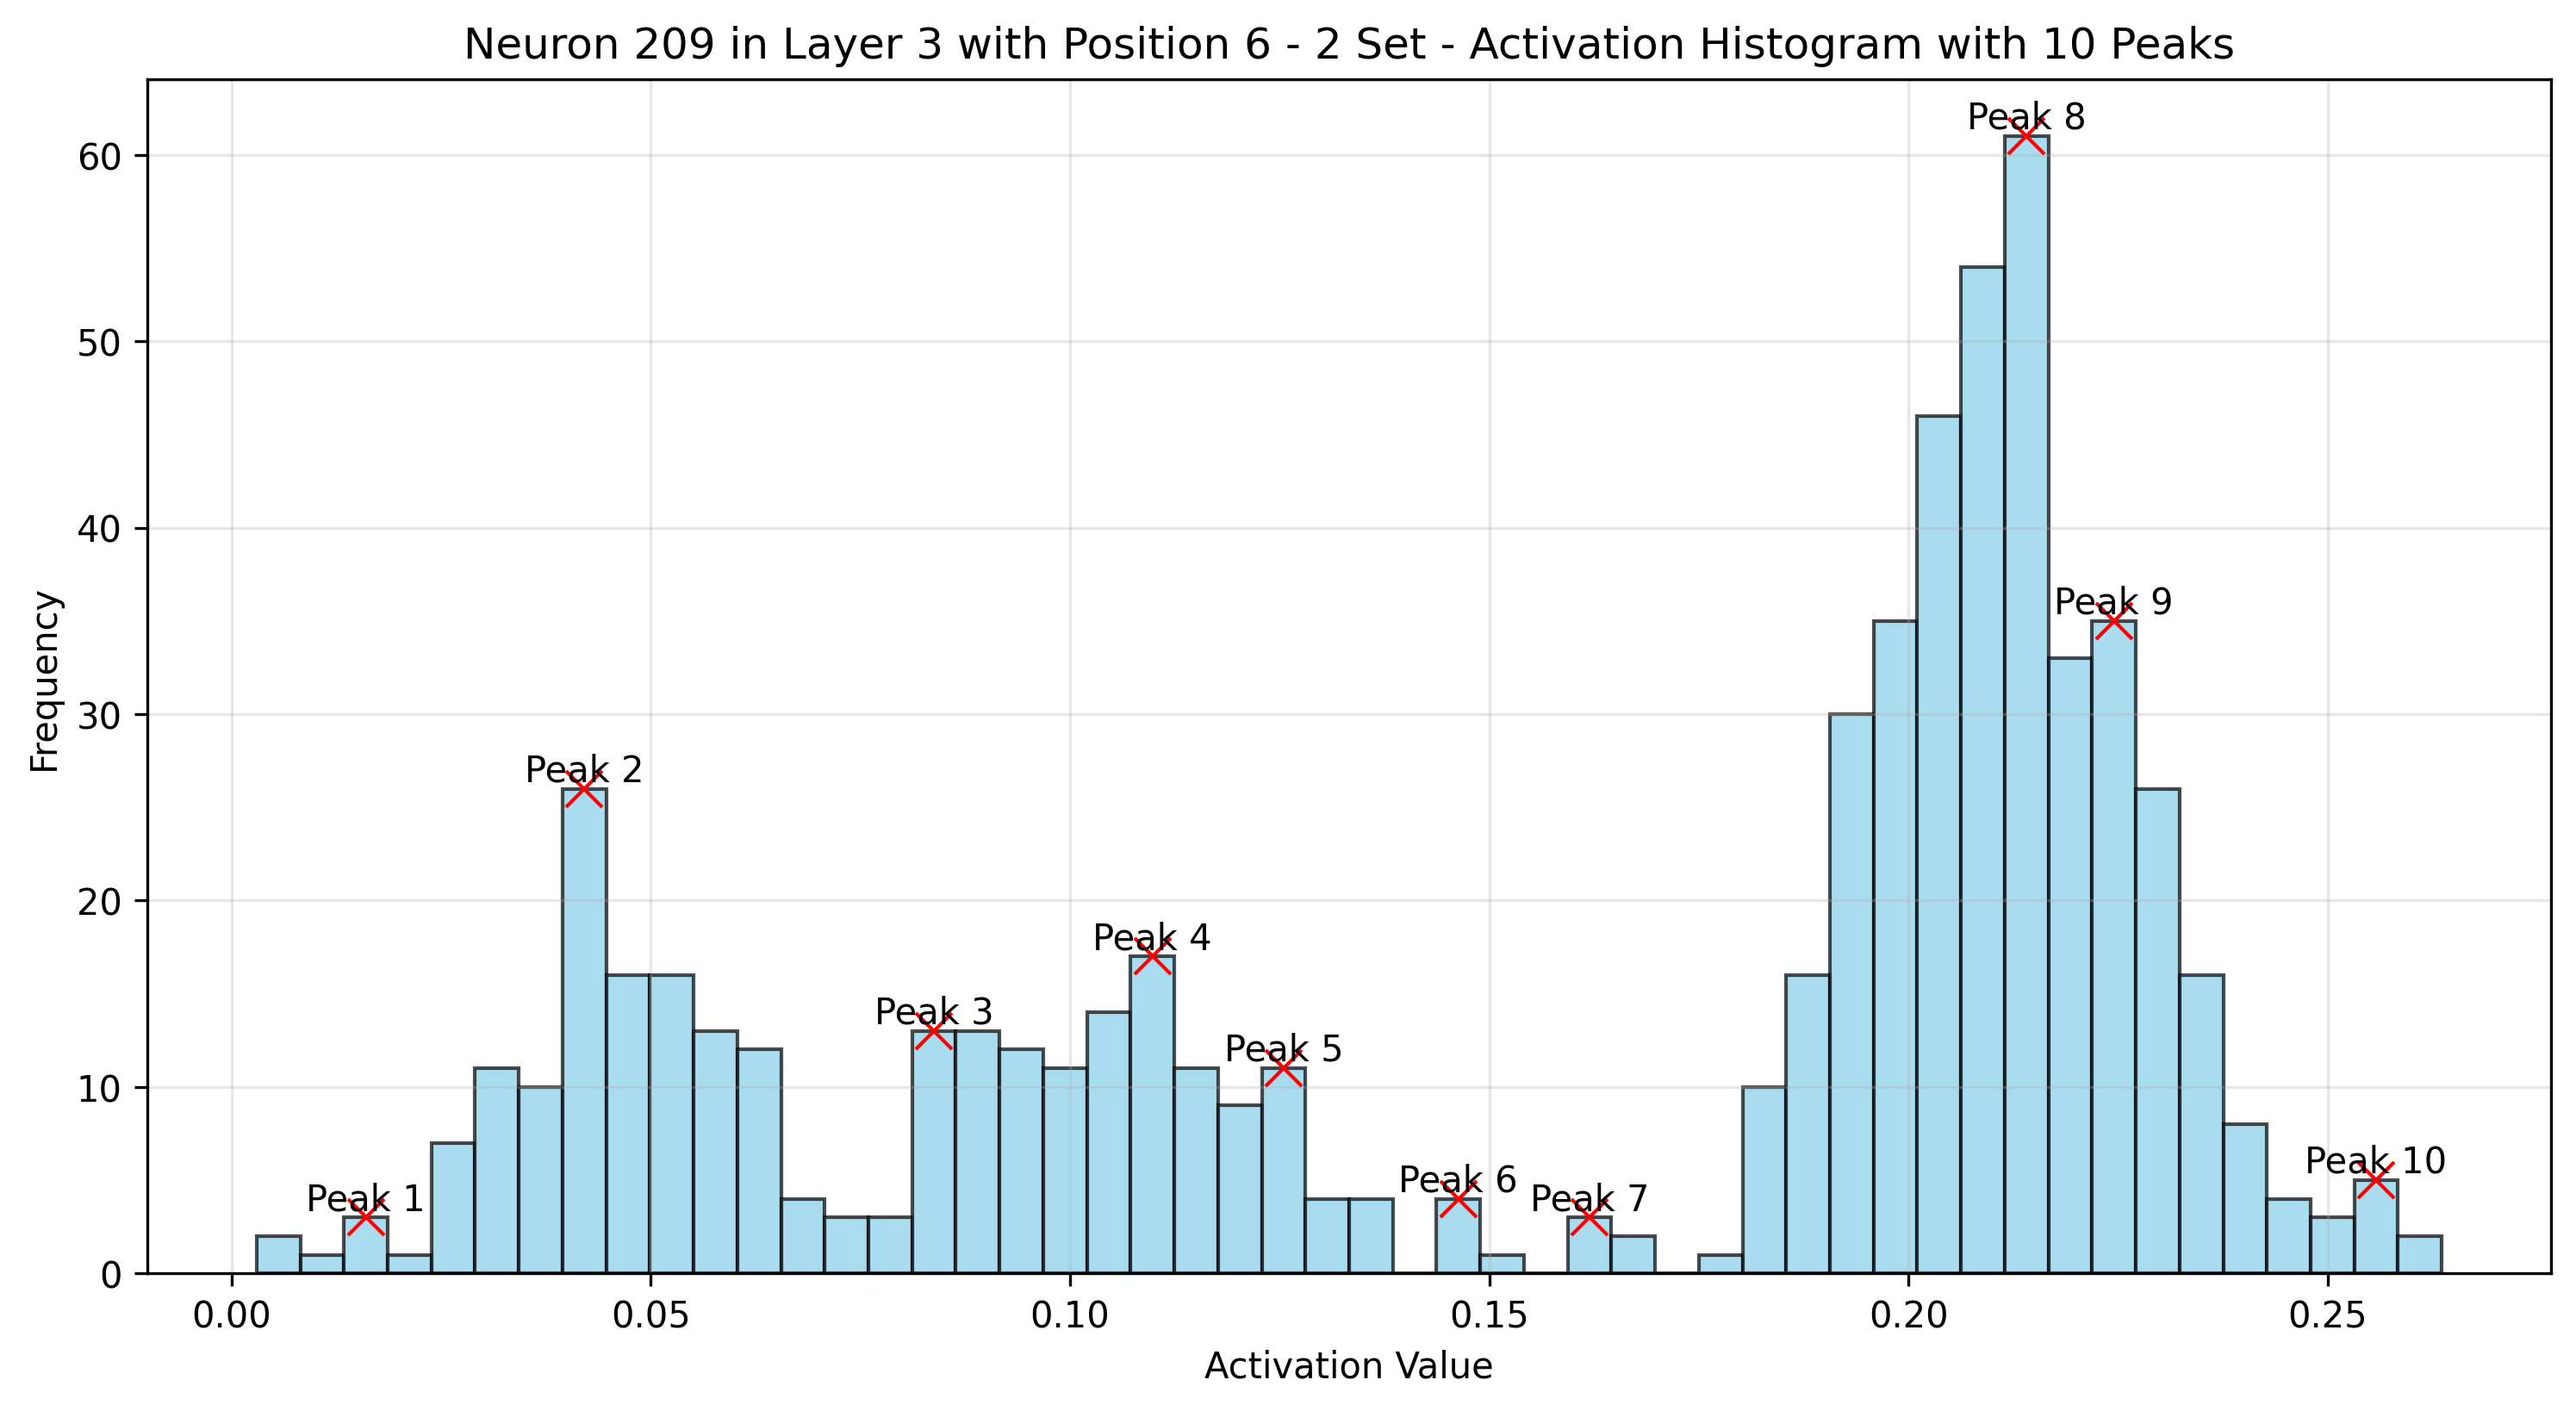 Neuron 209 in Layer 3 with Position 6 - 2 Set - Activation Histogram with 10 Peaks
Peak 8
60
50
40
Peak 9
Frequency
30
Peak 2
20
Peak 4
Peak 3
Peak 5
10
Peak 10
Peak 6
Peak 1
Peak 7
0
0.00 0.05 0.10 0.15 0.20 0.25
Activation Value